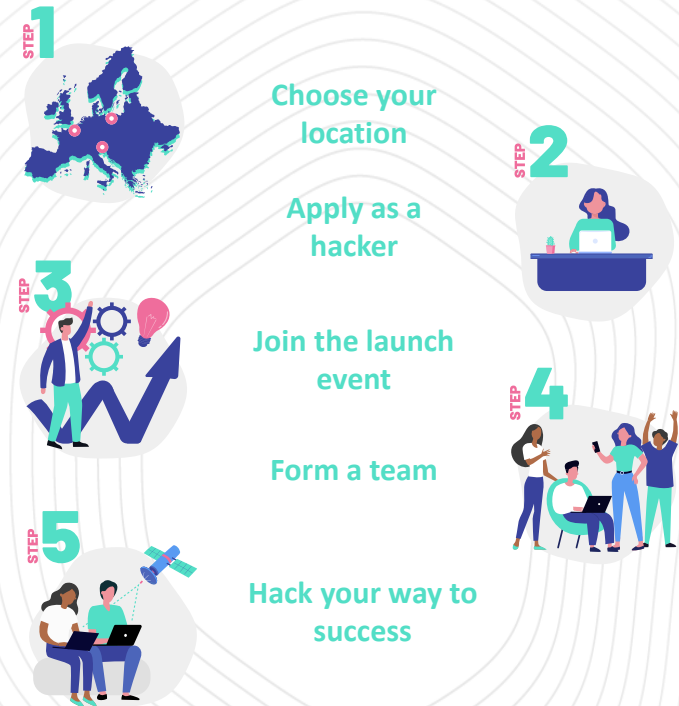 STEP 1
Choose your
location
STEP 2
Apply as a
hacker
STEP 3
Join the launch
event
STEP 4
Form a team
STEP 5
Hack your way to
success